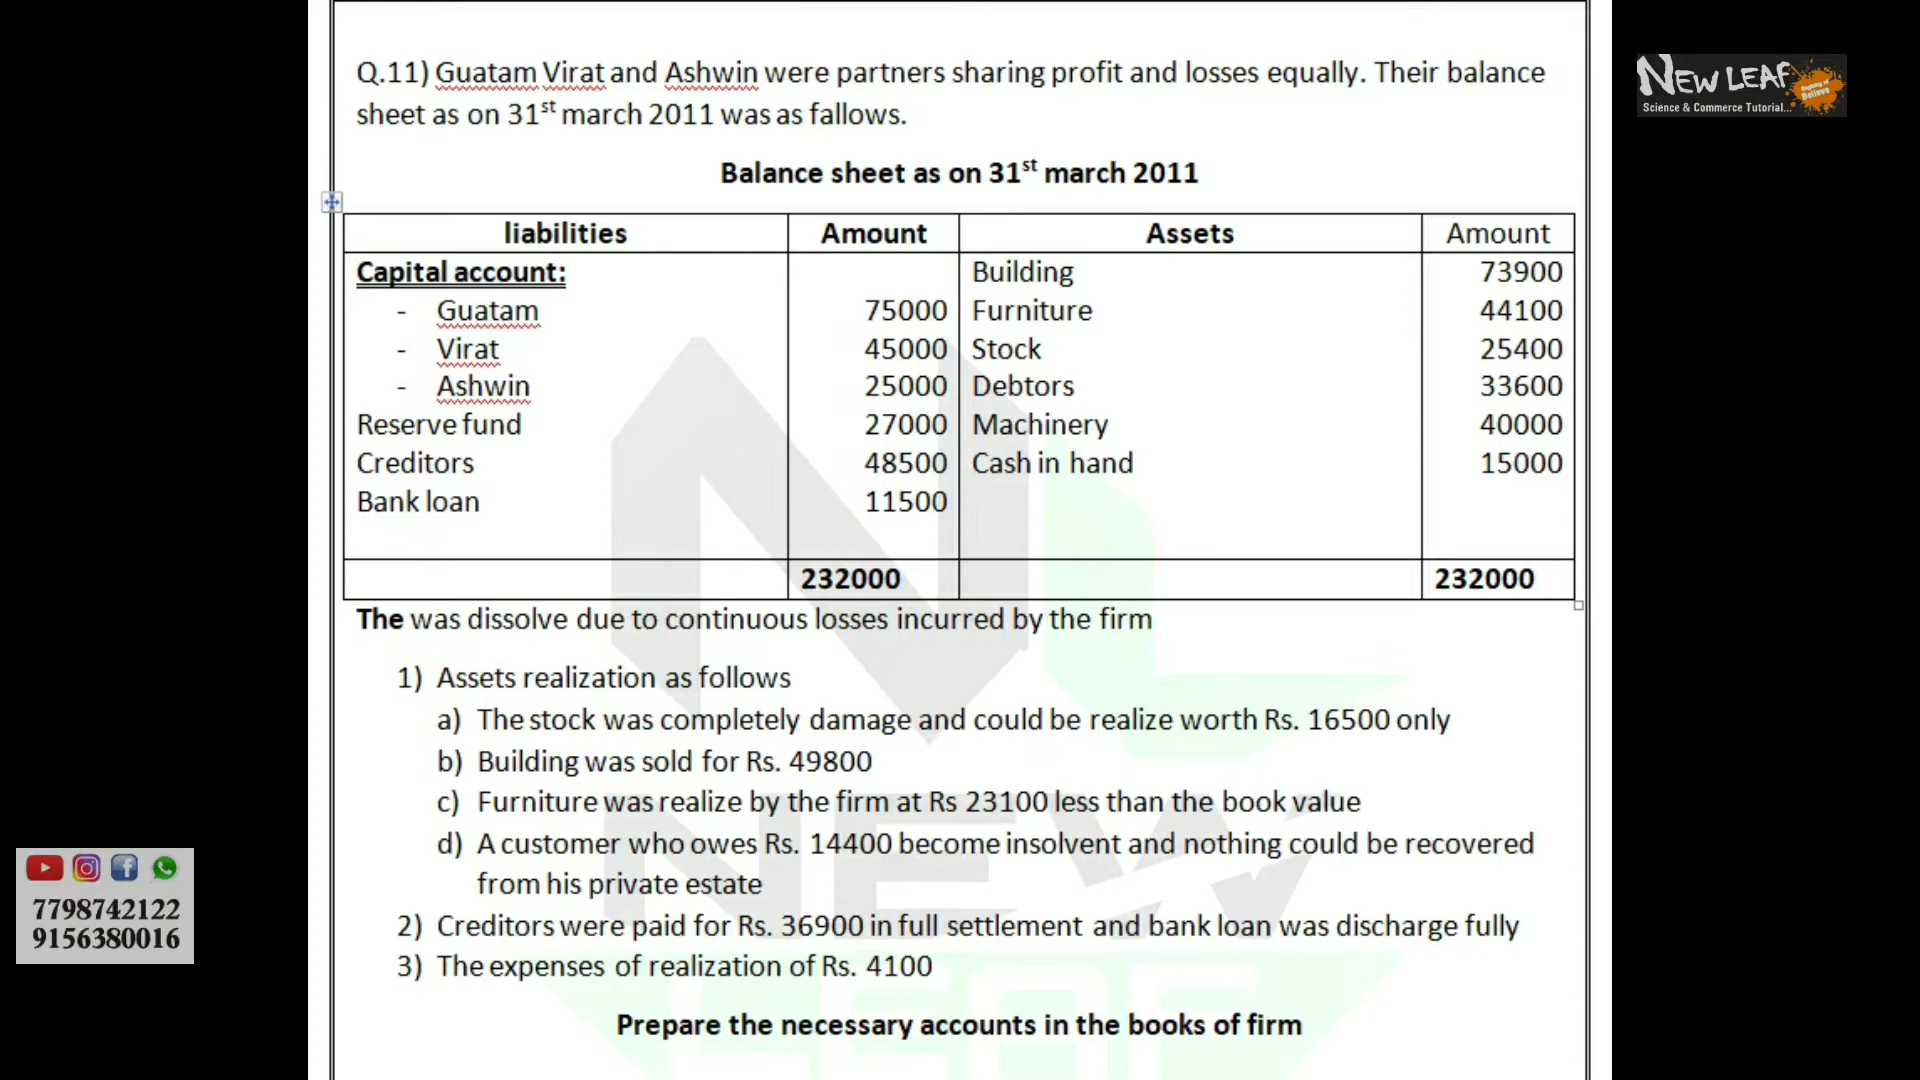 Q.11) Guatam Virat and Ashwin were partners sharing profit and losses equally. Their balance
sheet as on 31st march 2011 was as fallows.
Balance sheet as on 31st march 2011
liabilities Amount Assets Amount
Capital account: Building 73900
- Guatam 75000 Furniture 44100
- Virat 45000 Stock 25400
- Ashwin 25000 Debtors 33600
Reserve fund 27000 Machinery 40000
Creditors 48500 Cash in hand 15000
Bank loan 11500
232000 232000
The was dissolve due to continuous losses incurred by the firm
1) Assets realization as follows
a) The stock was completely damage and could be realize worth Rs. 16500 only
b) Building was sold for Rs. 49800
c) Furniture was realize by the firm at Rs 23100 less than the book value
d) A customer who owes Rs. 14400 become insolvent and nothing could be recovered
from his private estate
2) Creditors were paid for Rs. 36900 in full settlement and bank loan was discharge fully
3) The expenses of realization of Rs. 4100
Prepare the necessary accounts in the books of firm
NEW LEAF
Science & Commerce Tutorial...
7798742122
9156380016
NEW
LEAF